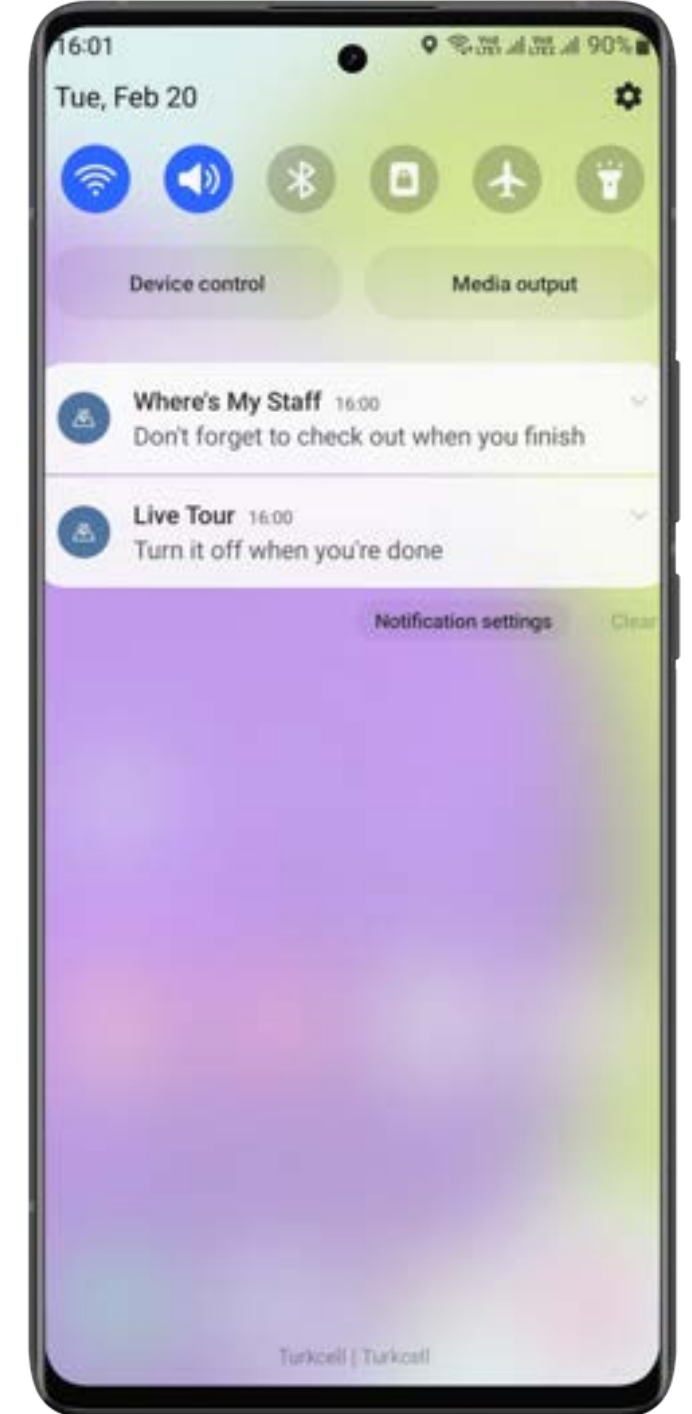 16:01
90%
Tue, Feb 20
Device control
Media output
Where's My Staff 16:00
Don't forget to check out when you finish
Live Tour 16:00
Turn it off when you're done
Notification settings
Clear
Turkcell | Turkcell